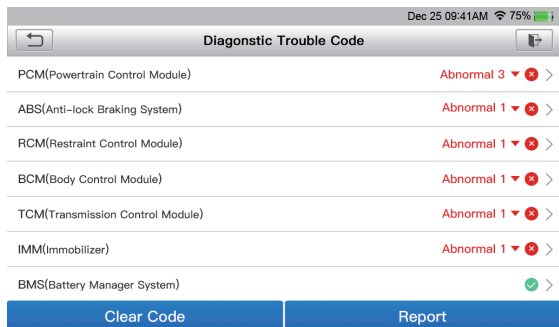 Dec 25 09:41AM 75%
Diagonstic Trouble Code
PCM(Powertrain Control Module) Abnormal 3
ABS(Anti-lock Braking System) Abnormal 1
RCM(Restraint Control Module) Abnormal 1
BCM(Body Control Module) Abnormal 1
TCM(Transmission Control Module) Abnormal 1
IMM(Immobilizer) Abnormal 1
BMS(Battery Manager System)
Clear Code Report